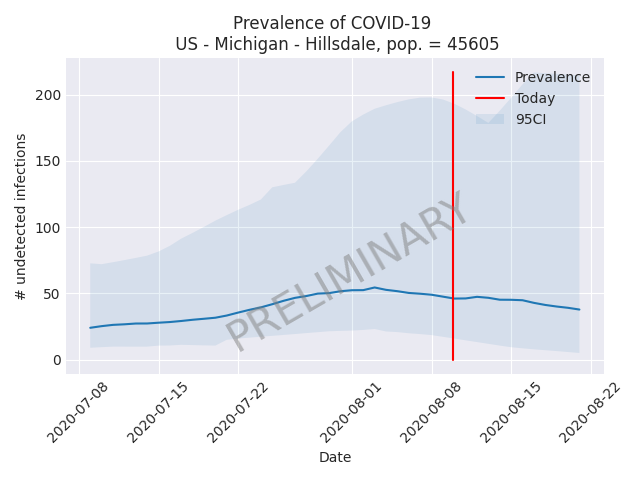 Prevalence of COVID-19
US - Michigan - Hillsdale, pop. = 45605
Prevalence
Today
95CI
200
150
100
50
0
# undetected infections
PRELIMINARY
2020-07-08
2020-07-15
2020-07-22
2020-08-01
2020-08-08
2020-08-15
2020-08-22
Date